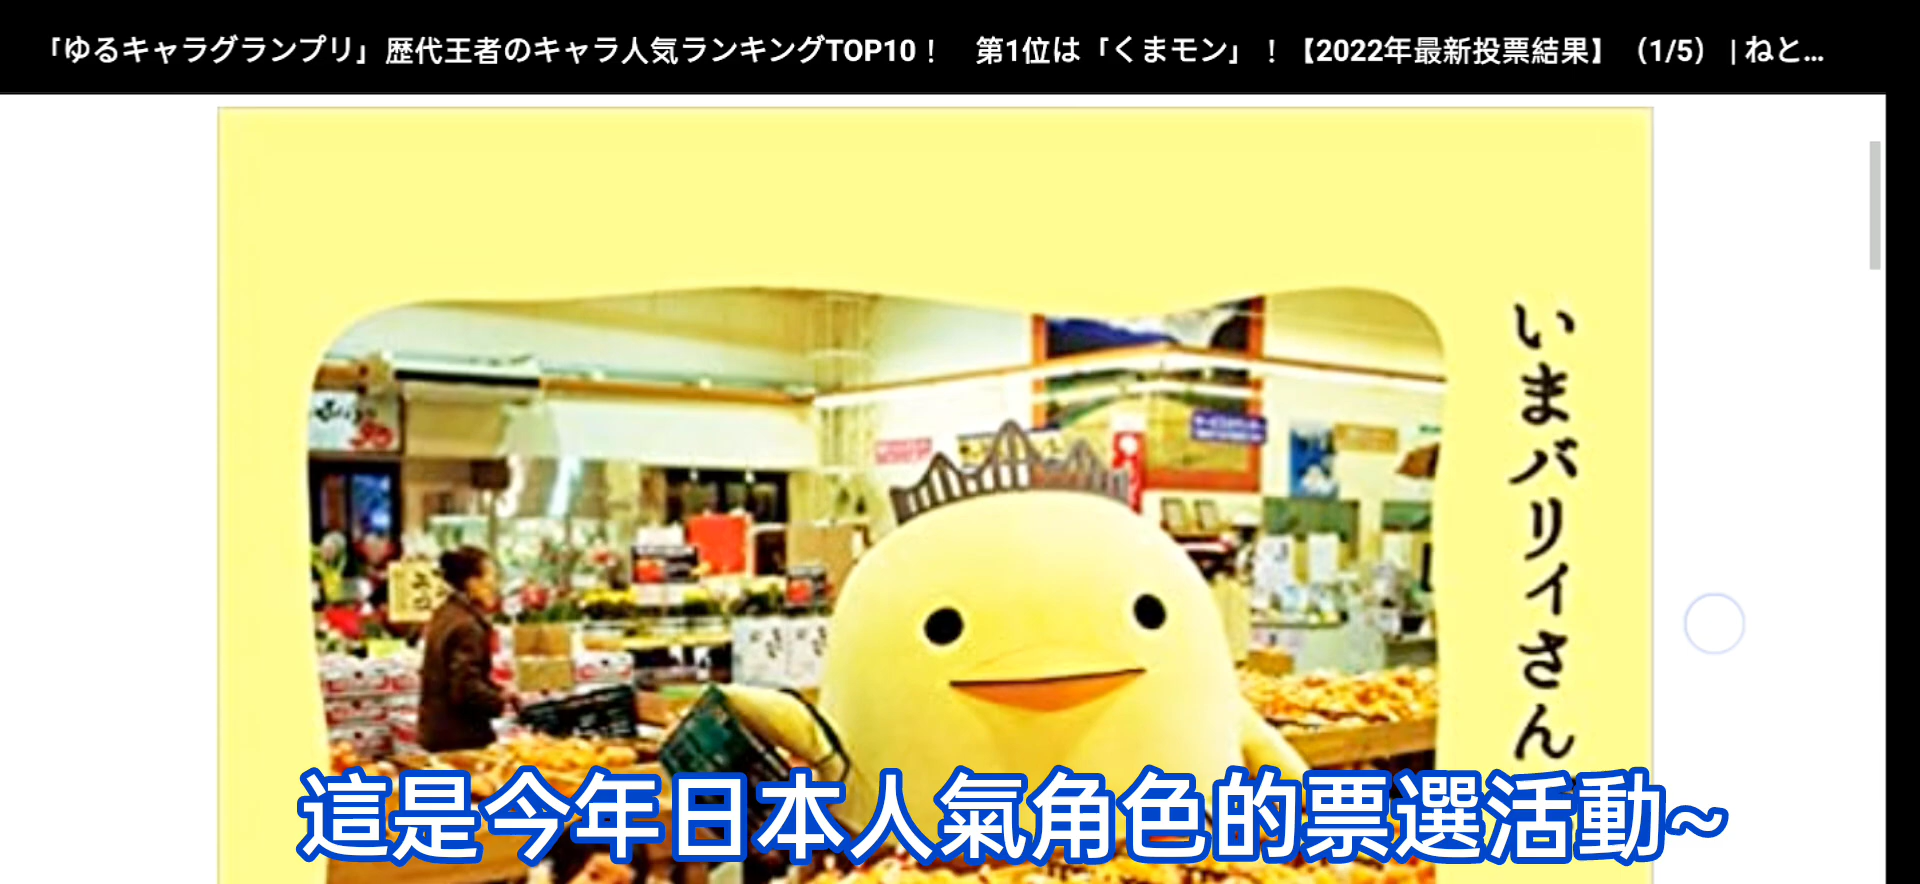 「ゆるキャラグランプリ」歴代王者のキャラ人気ランキングTOP10！　第1位は「くまモン」！【2022年最新投票結果】（1/5） | ねと…
いまバリィさん
這是今年日本人氣角色的票選活動~